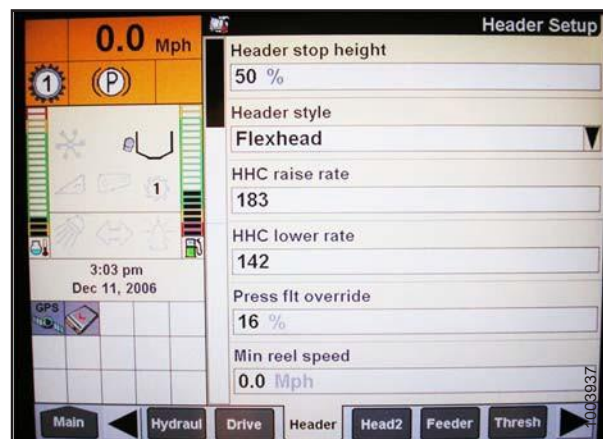 0.0 Mph
Header Setup
1
(P)
Header stop height
50 %
Header style
Flexhead
HHC raise rate
183
1
HHC lower rate
142
3:03 pm
Dec 11, 2006
Press flt override
16 %
GPS
Min reel speed
0.0 Mph
1003937
Main
Hydraul
Drive
Header
Head2
Feeder
Thresh